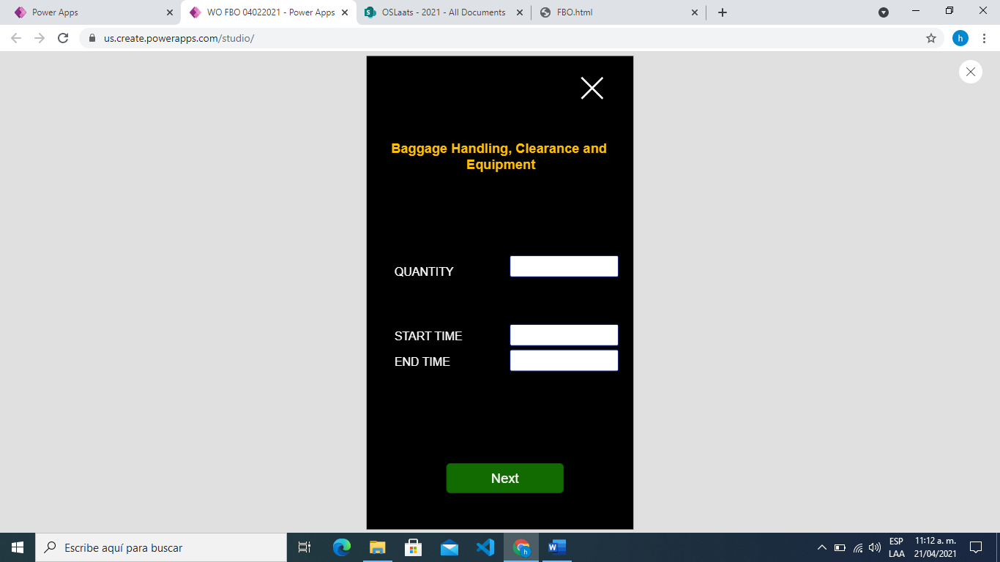 Power Apps
WO FBO 04022021 - Power Apps
OSLaats - 2021 - All Documents
FBO.html
us.create.powerapps.com/studio/
h
Baggage Handling, Clearance and
Equipment
QUANTITY
START TIME
END TIME
Next
Escribe aquí para buscar
ESP
LAA
11:12 a. m.
21/04/2021